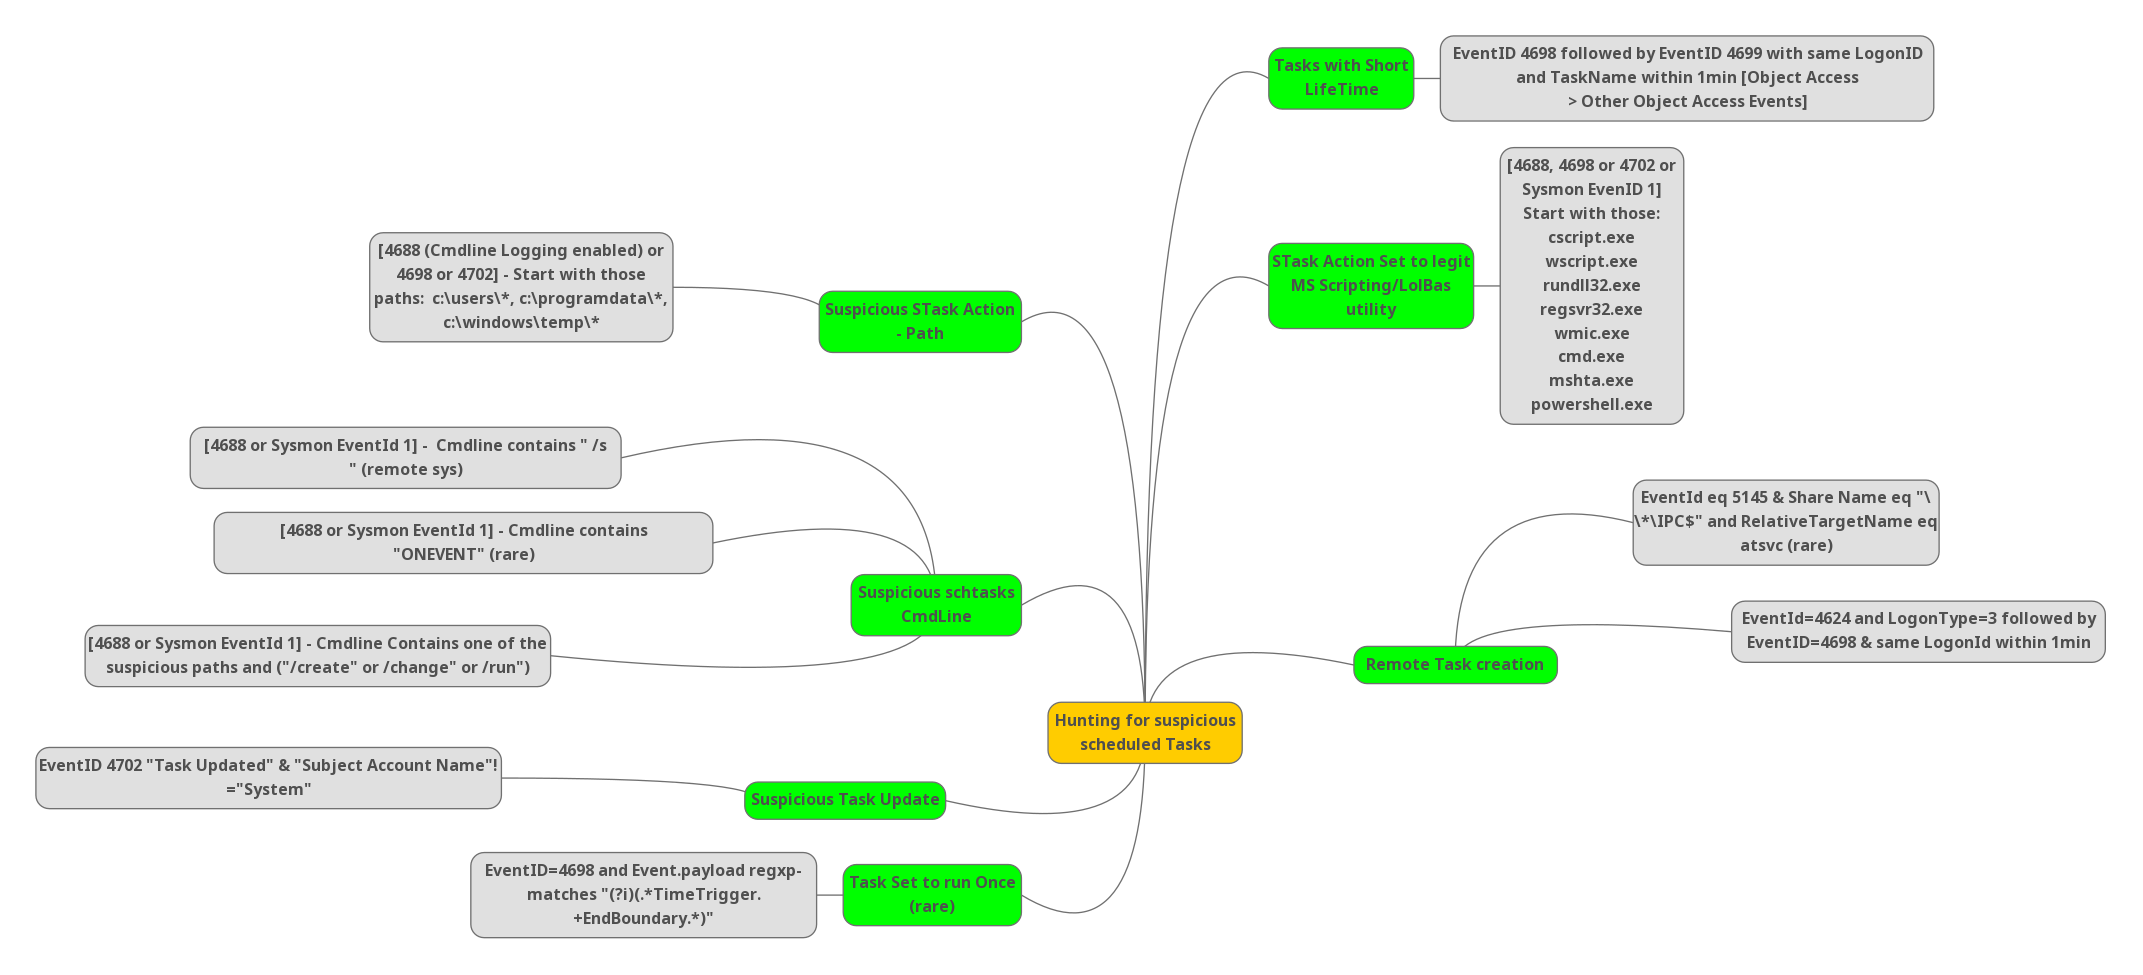 Tasks with Short
LifeTime
EventID 4698 followed by EventID 4699 with same LogonID
and TaskName within 1min [Object Access
> Other Object Access Events]
STask Action Set to legit
MS Scripting/LolBas
utility
[4688, 4698 or 4702 or
Sysmon EvenID 1]
Start with those:
cscript.exe
wscript.exe
rundll32.exe
regsvr32.exe
wmic.exe
cmd.exe
mshta.exe
powershell.exe
[4688 (Cmdline Logging enabled) or
4698 or 4702] - Start with those
paths:  c:\users\*, c:\programdata\*,
c:\windows\temp\*
Suspicious STask Action
- Path
[4688 or Sysmon EventId 1] -  Cmdline contains " /s
" (remote sys)
[4688 or Sysmon EventId 1] - Cmdline contains
"ONEVENT" (rare)
[4688 or Sysmon EventId 1] - Cmdline Contains one of the
suspicious paths and ("/create" or /change" or /run")
Suspicious schtasks
CmdLine
EventId eq 5145 & Share Name eq "\
\*\IPC$" and RelativeTargetName eq
atsvc (rare)
EventId=4624 and LogonType=3 followed by
EventID=4698 & same LogonId within 1min
Remote Task creation
Hunting for suspicious
scheduled Tasks
EventID 4702 "Task Updated" & "Subject Account Name"!
="System"
Suspicious Task Update
EventID=4698 and Event.payload regxp-
matches "(?i)(.*TimeTrigger.
+EndBoundary.*)"
Task Set to run Once
(rare)